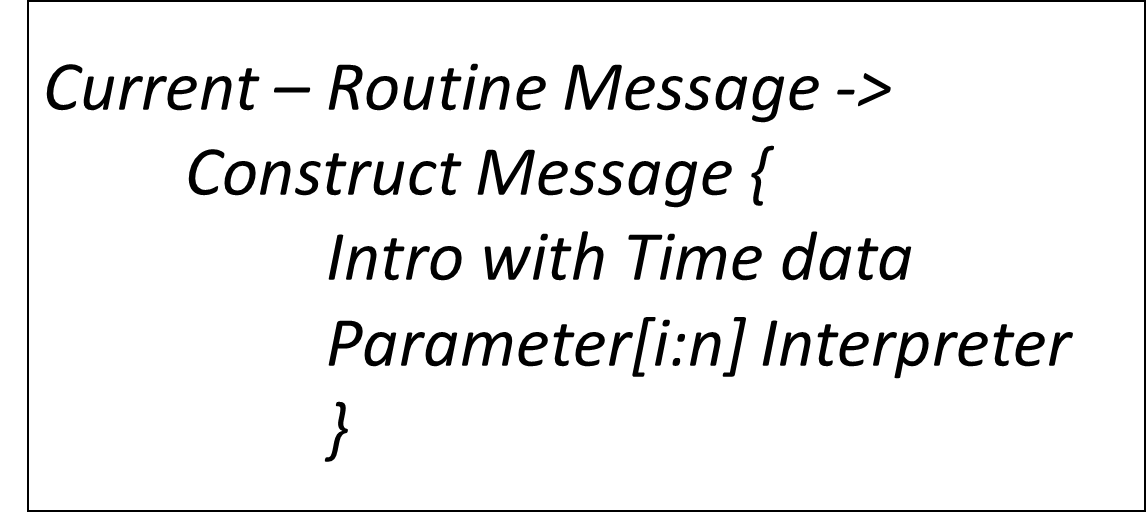 Current – Routine Message ->
Construct Message {
Intro with Time data
Parameter[i:n] Interpreter
}